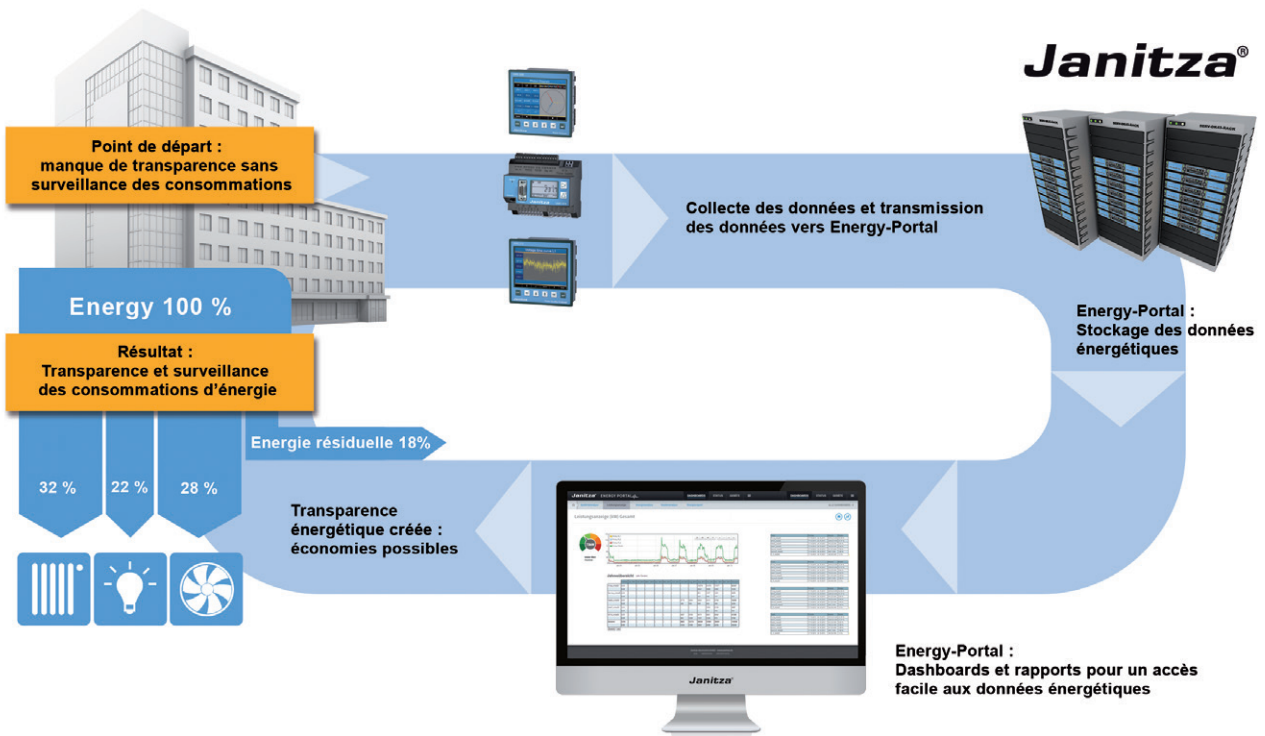 Janitza®
Point de départ :
manque de transparence sans
surveillance des consommations
Collecte des données et transmission
des données vers Energy-Portal
Energy 100 %
Energy-Portal :
Stockage des données
énergétiques
Résultat :
Transparence et surveillance
des consommations d’énergie
Energie résiduelle 18%
32 %
22 %
28 %
Transparence
énergétique créée :
économies possibles
Janitza ENERGY PORTAL
Janitza
Energy-Portal :
Dashboards et rapports pour un accès
facile aux données énergétiques